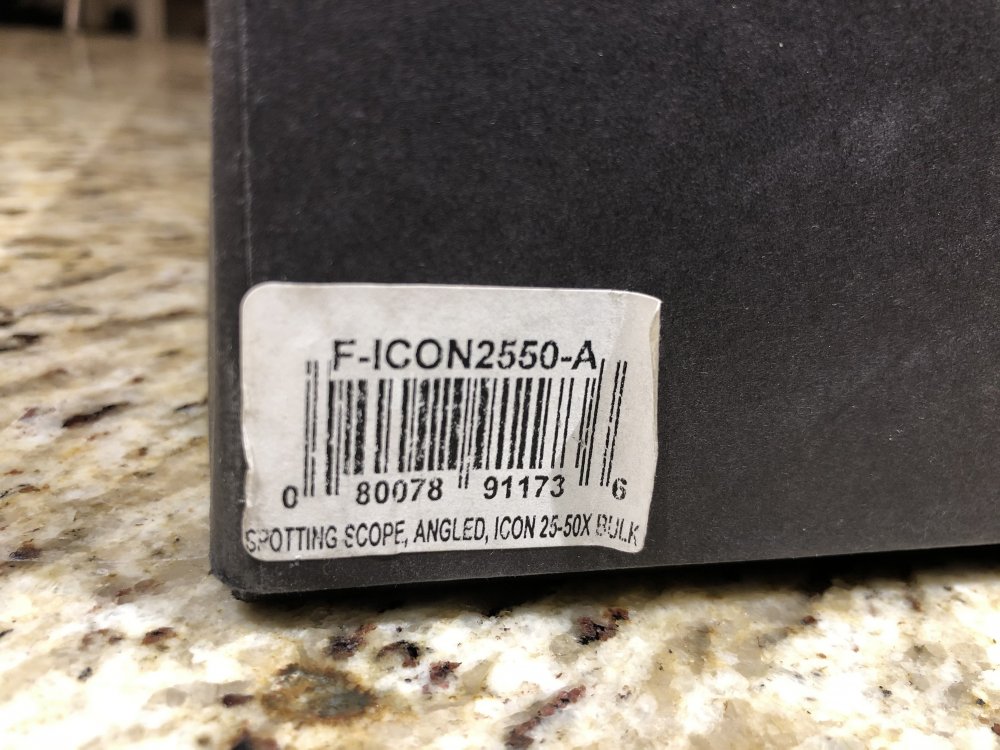 F-ICON2550-A
0 80078 91173 6
SPOTTING SCOPE, ANGLED, ICON 25-50X BULK